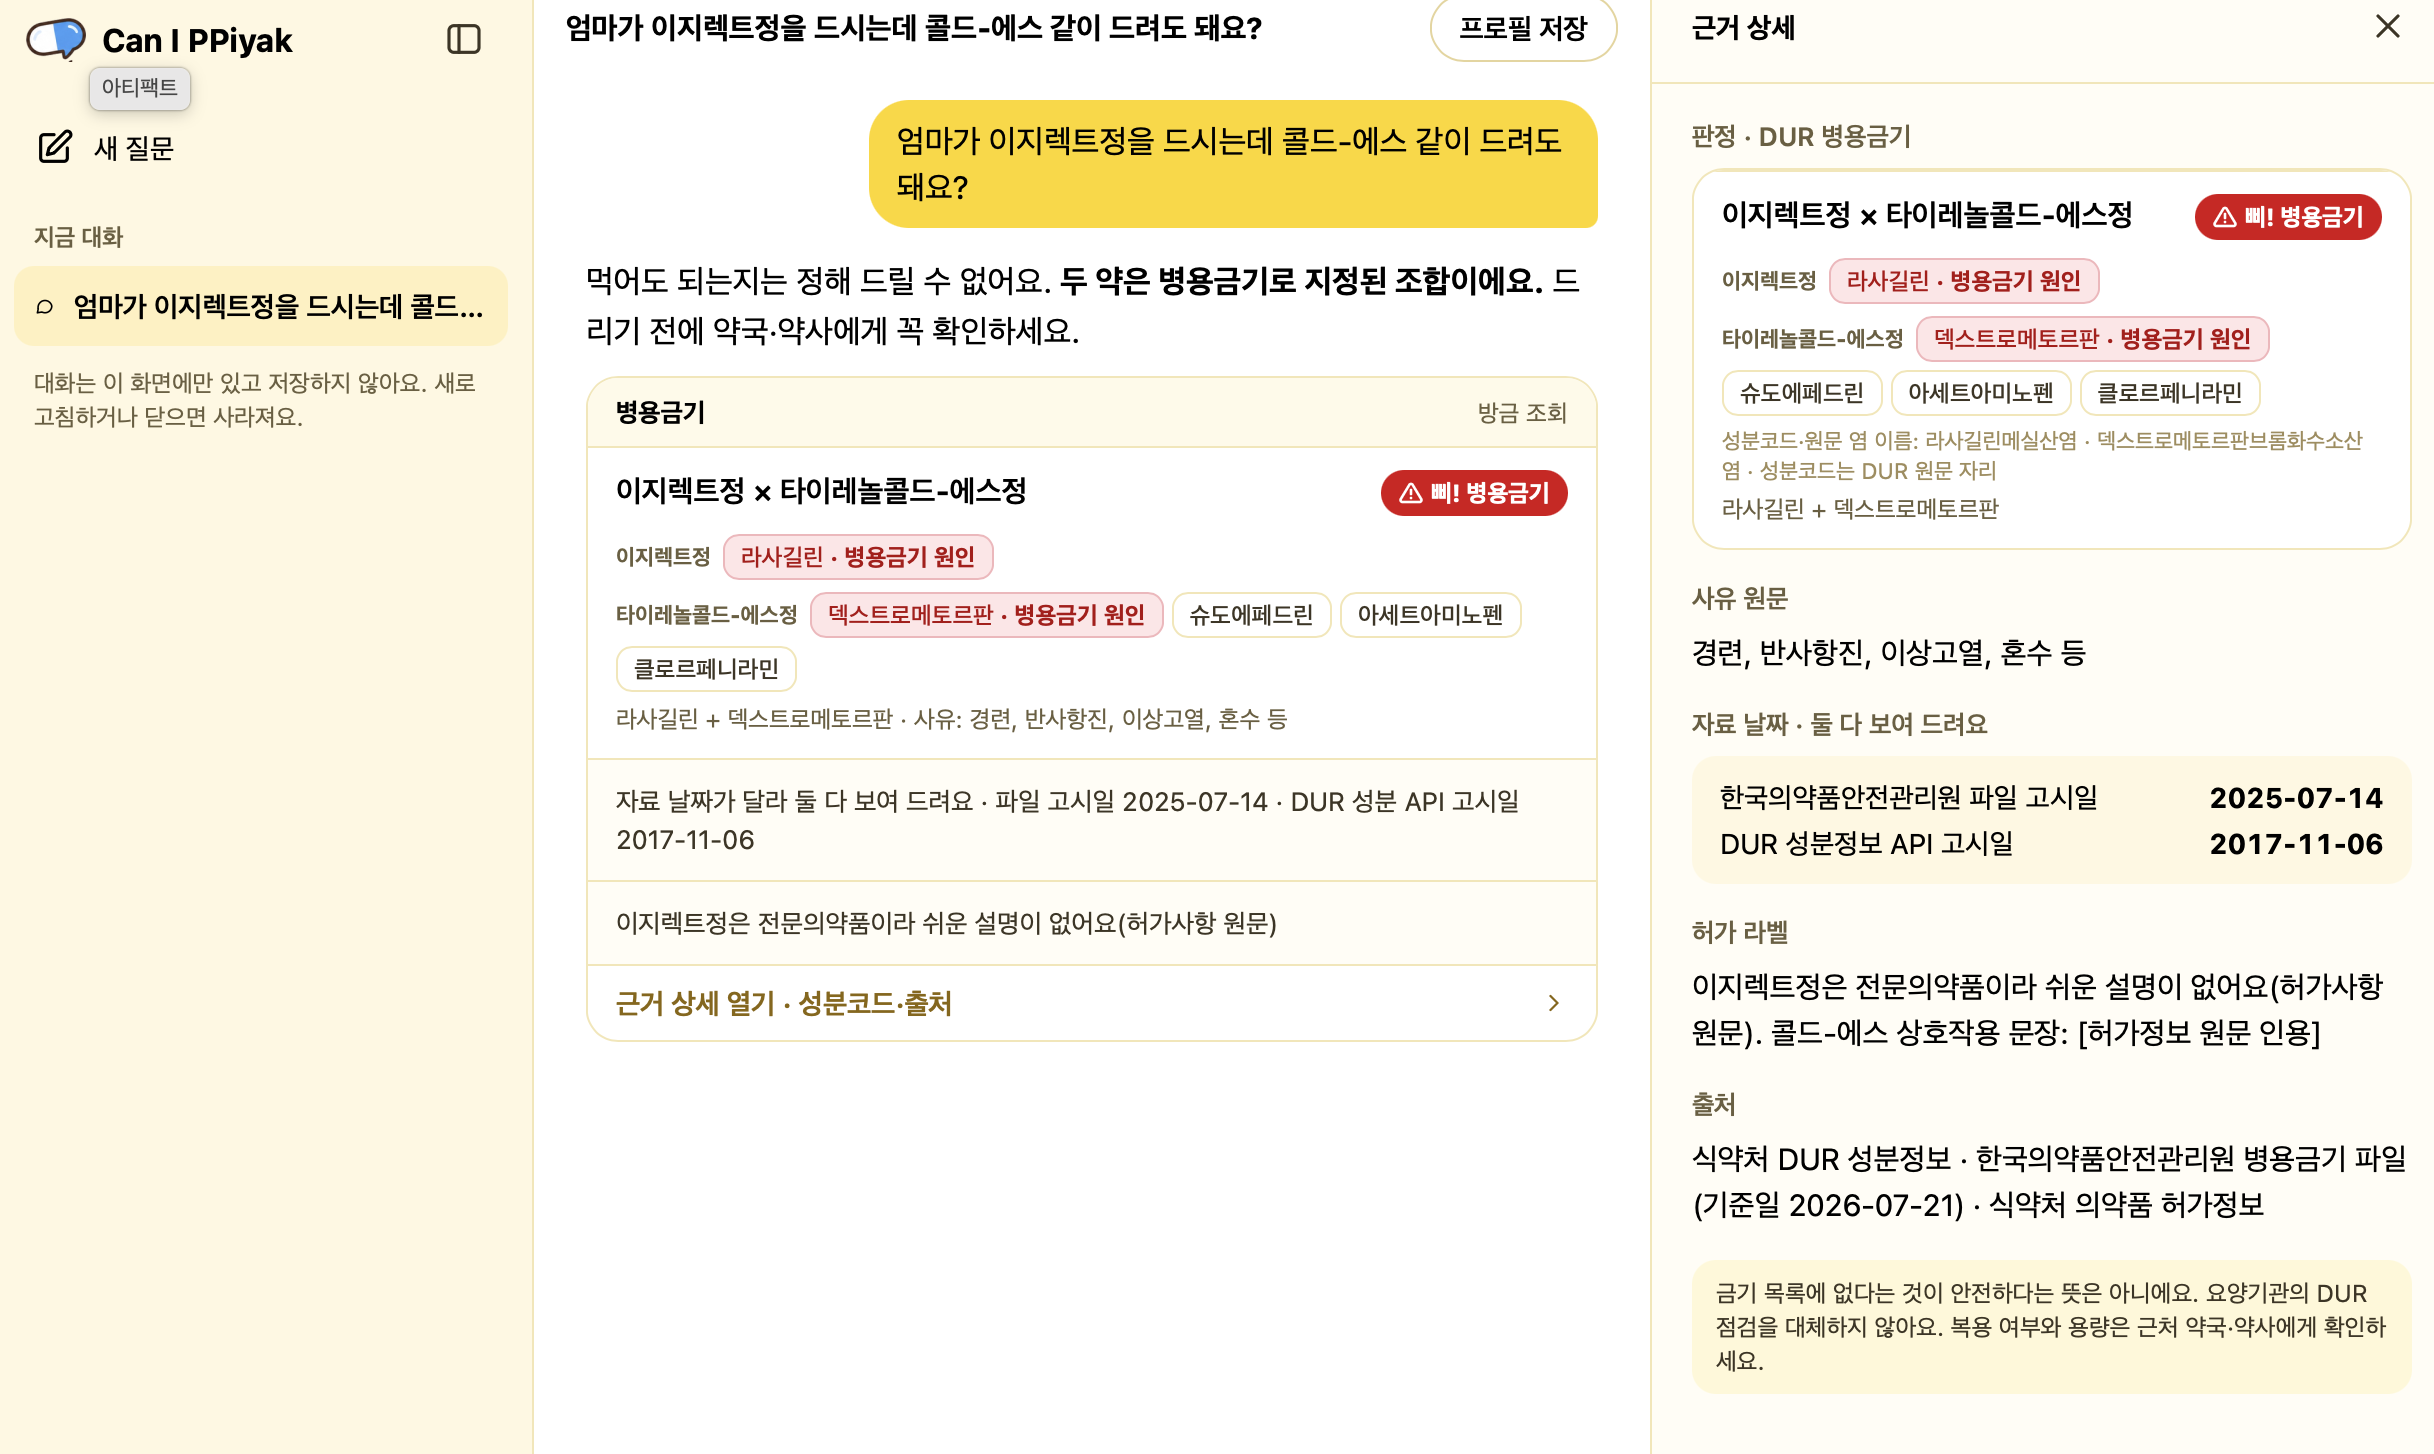 Can I PPiyak
아티팩트
새 질문
지금 대화
엄마가 이지렉트정을 드시는데 콜드...
대화는 이 화면에만 있고 저장하지 않아요. 새로
고침하거나 닫으면 사라져요.
엄마가 이지렉트정을 드시는데 콜드-에스 같이 드려도 돼요?
프로필 저장
엄마가 이지렉트정을 드시는데 콜드-에스 같이 드려도
돼요?
먹어도 되는지는 정해 드릴 수 없어요. 두 약은 병용금기로 지정된 조합이에요. 드
리기 전에 약국·약사에게 꼭 확인하세요.
병용금기
방금 조회
이지렉트정 × 타이레놀콜드-에스정
삐! 병용금기
이지렉트정 라사길린 · 병용금기 원인
타이레놀콜드-에스정 덱스트로메토르판 · 병용금기 원인 슈도에페드린 아세트아미노펜
클로르페니라민
라사길린 + 덱스트로메토르판 · 사유: 경련, 반사항진, 이상고열, 혼수 등
자료 날짜가 달라 둘 다 보여 드려요 · 파일 고시일 2025-07-14 · DUR 성분 API 고시일
2017-11-06
이지렉트정은 전문의약품이라 쉬운 설명이 없어요(허가사항 원문)
근거 상세 열기 · 성분코드·출처
근거 상세
판정 · DUR 병용금기
이지렉트정 × 타이레놀콜드-에스정
삐! 병용금기
이지렉트정 라사길린 · 병용금기 원인
타이레놀콜드-에스정 덱스트로메토르판 · 병용금기 원인
슈도에페드린 아세트아미노펜 클로르페니라민
성분코드·원문 염 이름: 라사길린메실산염 · 덱스트로메토르판브롬화수소산
염 · 성분코드는 DUR 원문 자리
라사길린 + 덱스트로메토르판
사유 원문
경련, 반사항진, 이상고열, 혼수 등
자료 날짜 · 둘 다 보여 드려요
한국의약품안전관리원 파일 고시일 2025-07-14
DUR 성분정보 API 고시일 2017-11-06
허가 라벨
이지렉트정은 전문의약품이라 쉬운 설명이 없어요(허가사항
원문). 콜드-에스 상호작용 문장: [허가정보 원문 인용]
출처
식약처 DUR 성분정보 · 한국의약품안전관리원 병용금기 파일
(기준일 2026-07-21) · 식약처 의약품 허가정보
금기 목록에 없다는 것이 안전하다는 뜻은 아니에요. 요양기관의 DUR
점검을 대체하지 않아요. 복용 여부와 용량은 근처 약국·약사에게 확인하
세요.